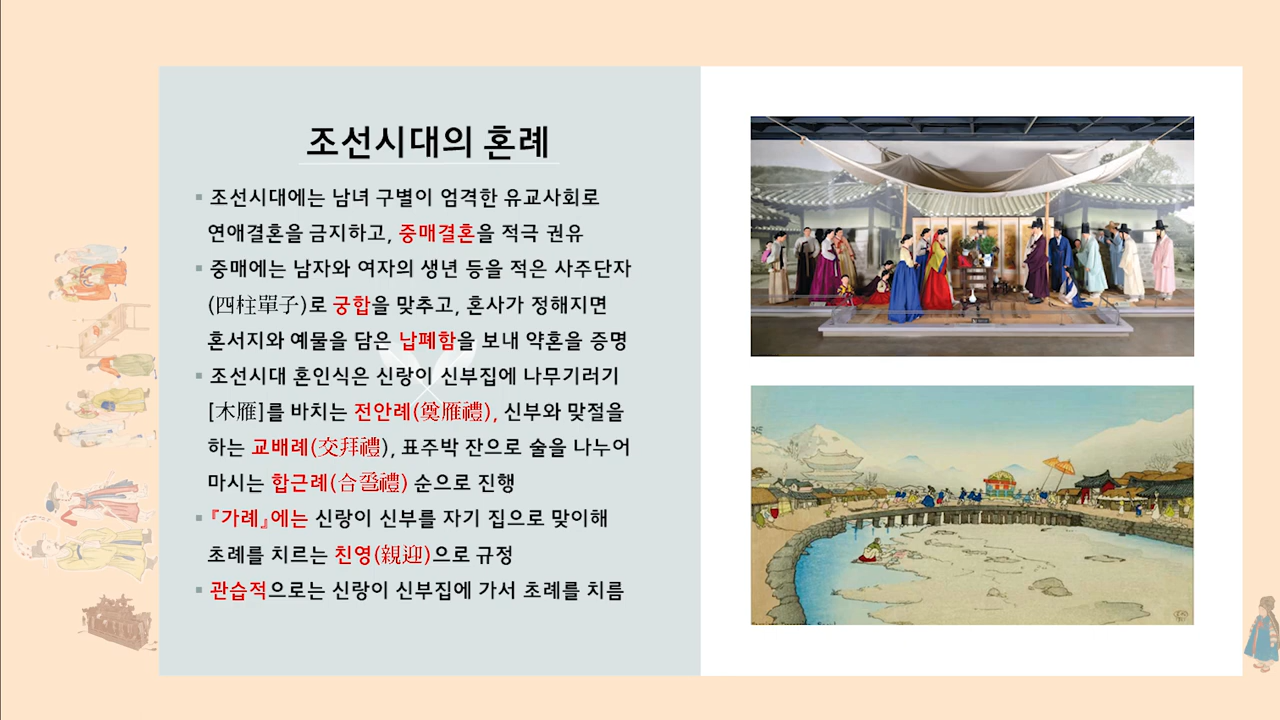 조선시대의 혼례
▪ 조선시대에는 남녀 구별이 엄격한 유교사회로
연애결혼을 금지하고, 중매결혼을 적극 권유
▪ 중매에는 남자와 여자의 생년 등을 적은 사주단자
(四柱單子)로 궁합을 맞추고, 혼사가 정해지면
혼서지와 예물을 담은 납폐함을 보내 약혼을 증명
▪ 조선시대 혼인식은 신랑이 신부집에 나무기러기
[木雁]를 바치는 전안례(奠雁禮), 신부와 맞절을
하는 교배례(交拜禮), 표주박 잔으로 술을 나누어
마시는 합근례(合巹禮) 순으로 진행
▪ 『가례』에는 신랑이 신부를 자기 집으로 맞이해
초례를 치르는 친영(親迎)으로 규정
▪ 관습적으로는 신랑이 신부집에 가서 초례를 치름